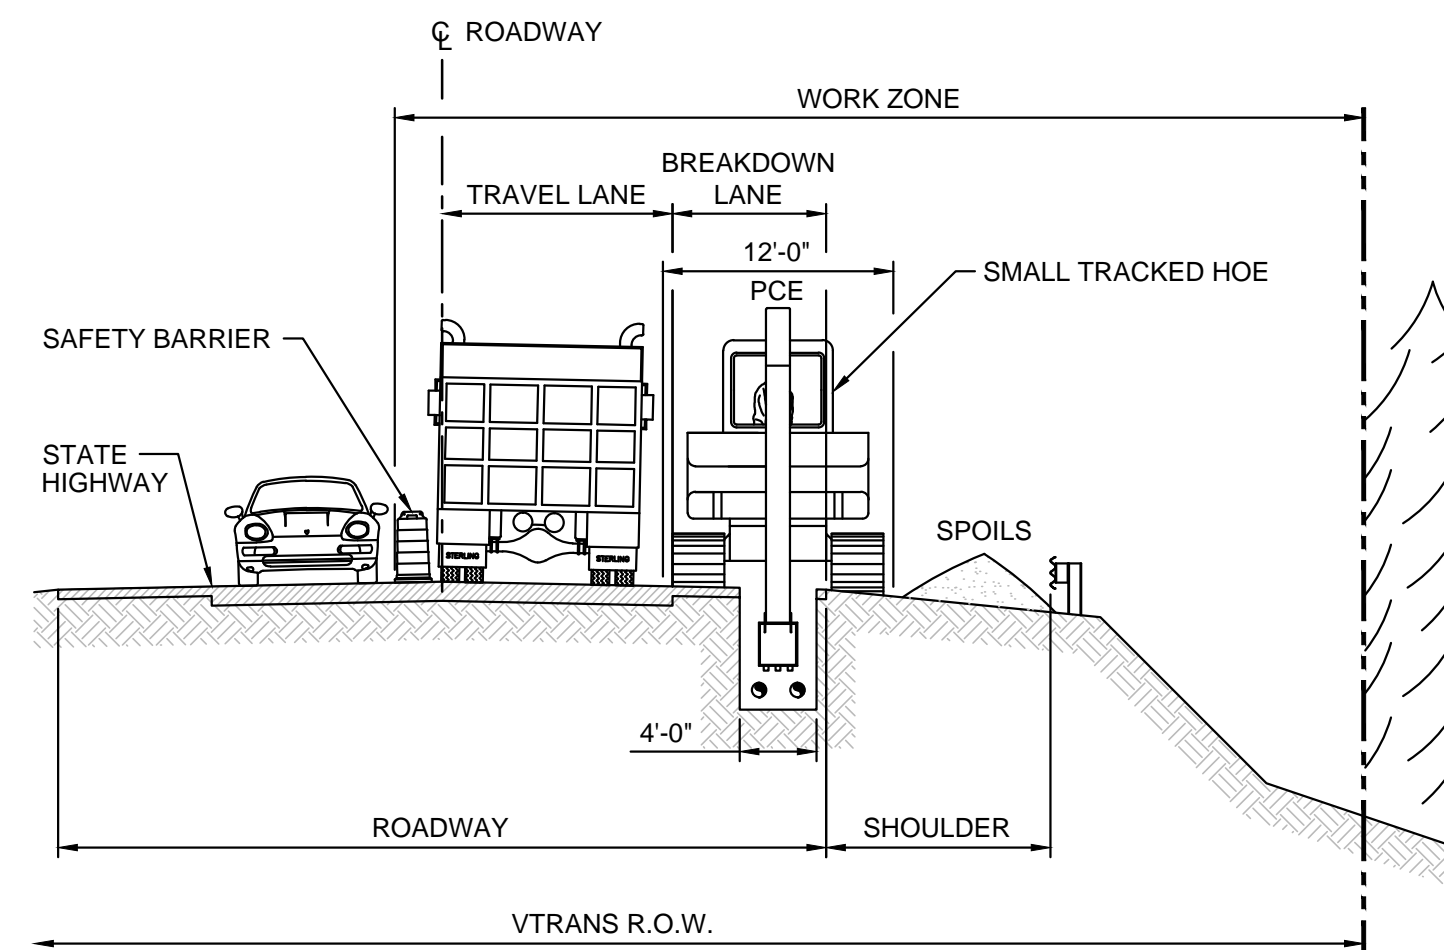 ℄ ROADWAY
WORK ZONE
BREAKDOWN
LANE
TRAVEL LANE
12'-0"
PCE
SMALL TRACKED HOE
SAFETY BARRIER
STATE
HIGHWAY
SPOILS
STERLING
STERLING
4'-0"
ROADWAY
SHOULDER
VTRANS R.O.W.